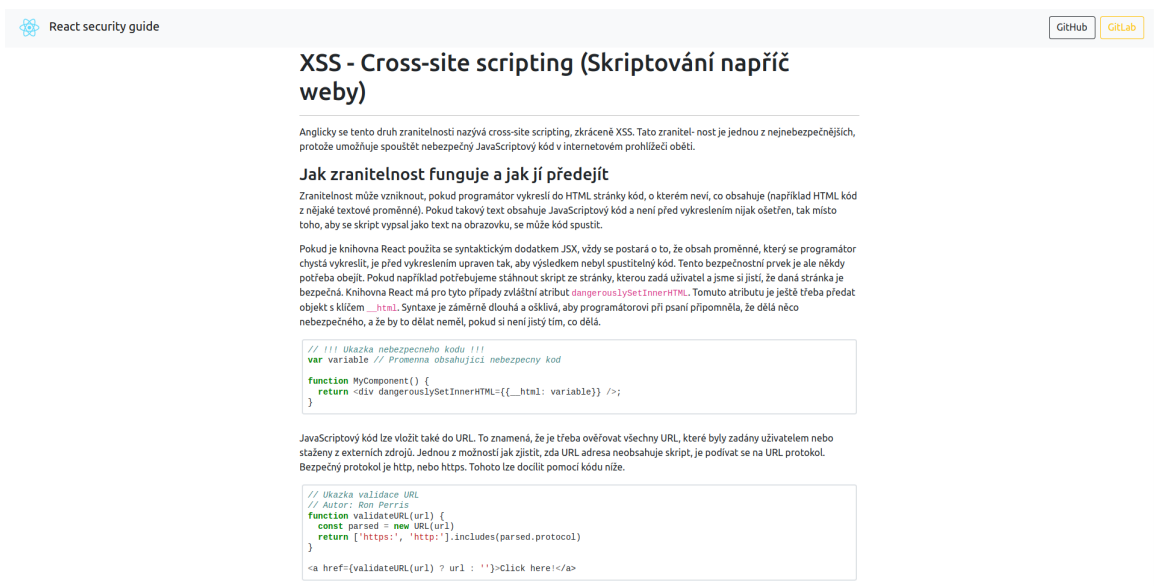 React security guide
GitHub
GitLab
XSS - Cross-site scripting (Skriptování napříč
weby)
Anglicky se tento druh zranitelnosti nazývá cross-site scripting, zkráceně XSS. Tato zranitel- nost je jednou z nejnebezpečnějších,
protože umožňuje spouštět nebezpečný JavaScriptový kód v internetovém prohlížeči oběti.
Jak zranitelnost funguje a jak jí předejít
Zranitelnost může vzniknout, pokud programátor vykreslí do HTML stránky kód, o kterém neví, co obsahuje (například HTML kód
z nějaké textové proměnné). Pokud takový text obsahuje JavaScriptový kód a není před vykreslením nijak ošetřen, tak místo
toho, aby se skript vypsal jako text na obrazovku, se může kód spustit.
Pokud je knihovna React použita se syntaktickým dodatkem JSX, vždy se postará o to, že obsah proměnné, který se programátor
chystá vykreslit, je před vykreslením upraven tak, aby výsledkem nebyl spustitelný kód. Tento bezpečnostní prvek je ale někdy
potřeba obejít. Pokud například potřebujeme stáhnout skript ze stránky, kterou zadá uživatel a jsme si jistí, že daná stránka je
bezpečná. Knihovna React má pro tyto případy zvláštní atribut dangerouslySetInnerHTML. Tomuto atributu je ještě třeba předat
objekt s klíčem __html. Syntaxe je záměrně dlouhá a ošklivá, aby programátorovi při psaní připomněla, že dělá něco
nebezpečného, a že by to dělat neměl, pokud si není jistý tím, co dělá.
// !!! Ukazka nebezpecneho kodu !!!
var variable // Promenna obsahujici nebezpecny kod
function MyComponent() {
return <div dangerouslySetInnerHTML={{__html: variable}} />;
}
JavaScriptový kód lze vložit také do URL. To znamená, že je třeba ověřovat všechny URL, které byly zadány uživatelem nebo
staženy z externích zdrojů. Jednou z možností jak zjistit, zda URL adresa neobsahuje skript, je podívat se na URL protokol.
Bezpečný protokol je http, nebo https. Tohoto lze docílit pomocí kódu níže.
// Ukazka validace URL
// Autor: Ron Perris
function validateURL(url) {
const parsed = new URL(url)
return ['https:', 'http:'].includes(parsed.protocol)
}
<a href={validateURL(url) ? url : ''}>Click here!</a>